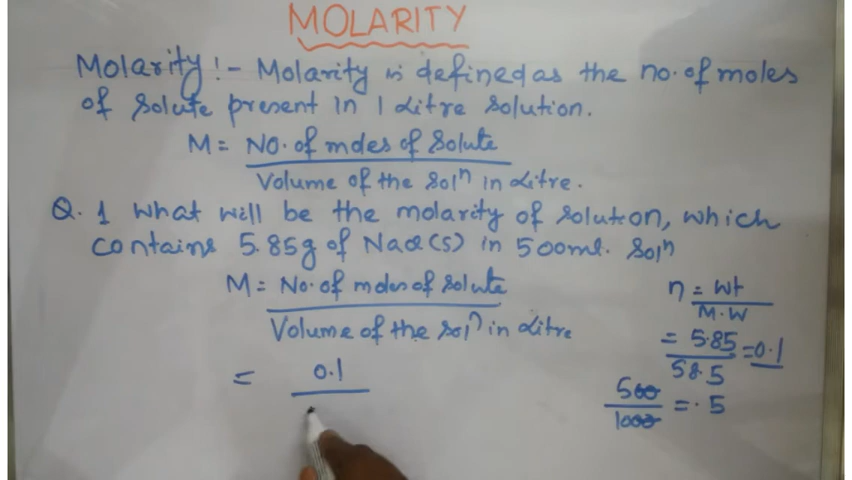 MOLARITY
Molarity:- Molarity is defined as the no. of moles
of solute present in 1 Litre solution.
M = NO. of moles of solute
Volume of the solⁿ in Litre.
Q. 1 What will be the molarity of solution, which
contains 5.85g of NaCl(s) in 500ml. solⁿ
M = No. of moles of solute
Volume of the solⁿ in Litre
= 0.1
n = wt
M.W
= 5.85 = 0.1
58.5
500 = .5
1000